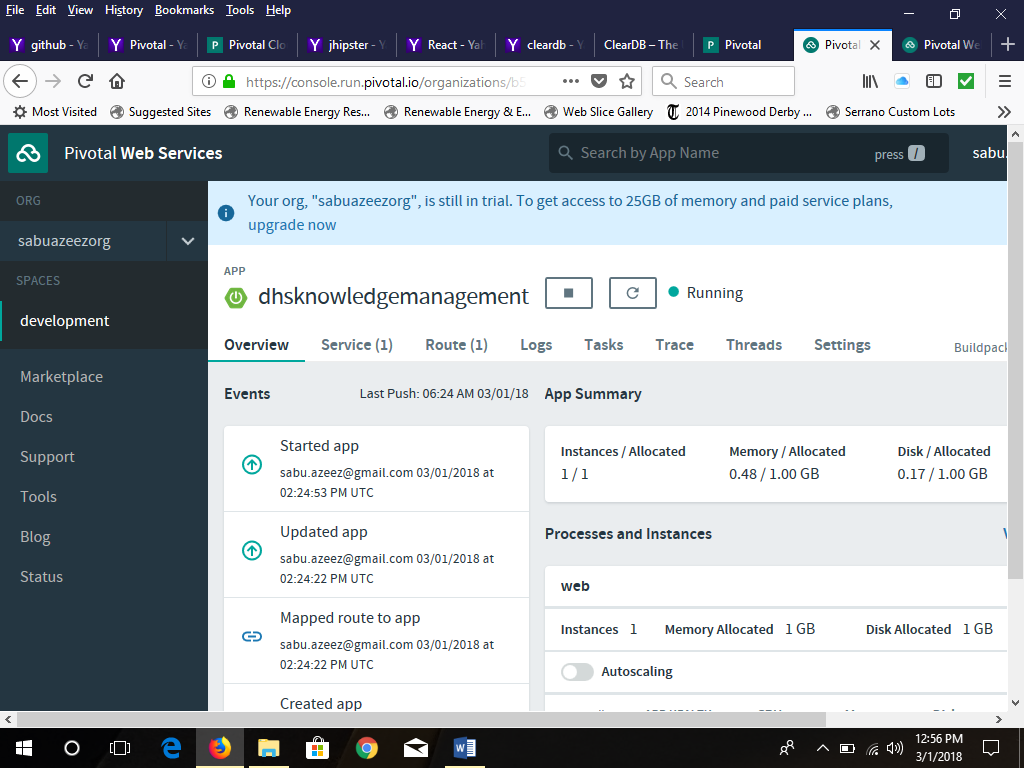 File Edit View History Bookmarks Tools Help
github - Ya Pivotal - Y Pivotal Clo jhipster - Y React - Yah cleardb - Y ClearDB – The Pivotal Pivotal Pivotal We
https://console.run.pivotal.io/organizations/b5 Search
Most Visited Suggested Sites Renewable Energy Res... Renewable Energy & E... Web Slice Gallery 2014 Pinewood Derby ... Serrano Custom Lots
Pivotal Web Services
Search by App Name press / sabu.
ORG
sabuazeezorg
SPACES
development
Marketplace
Docs
Support
Tools
Blog
Status
Your org, "sabuazeezorg", is still in trial. To get access to 25GB of memory and paid service plans,
upgrade now
APP
dhsknowledgemanagement Running
Overview Service (1) Route (1) Logs Tasks Trace Threads Settings Buildpack
Events Last Push: 06:24 AM 03/01/18
Started app
sabu.azeez@gmail.com 03/01/2018 at
02:24:53 PM UTC
Updated app
sabu.azeez@gmail.com 03/01/2018 at
02:24:22 PM UTC
Mapped route to app
sabu.azeez@gmail.com 03/01/2018 at
02:24:22 PM UTC
Created app
App Summary
Instances / Allocated Memory / Allocated Disk / Allocated
1 / 1 0.48 / 1.00 GB 0.17 / 1.00 GB
Processes and Instances
web
Instances 1 Memory Allocated 1 GB Disk Allocated 1 GB
Autoscaling
12:56 PM
3/1/2018